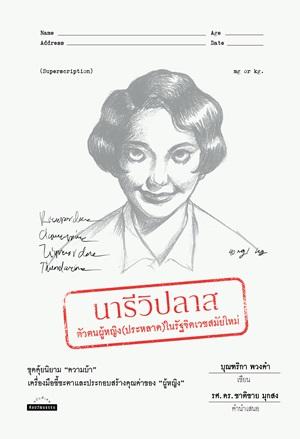 Name Age
Address Date
(Superscription) mg or kg.
นารีวิปลาส
ตัวตนผู้หญิง(ประหลาด)ในรัฐจิตเวชสมัยใหม่
ขุดคุ้ยนิยาม “ความบ้า”
เครื่องมือชี้ชะตาและประกอบสร้างคุณค่าของ “ผู้หญิง”
บุณฑริกา พวงคำ
เขียน
รศ. ดร. ชาติชาย มุกสง
คำนำเสนอ